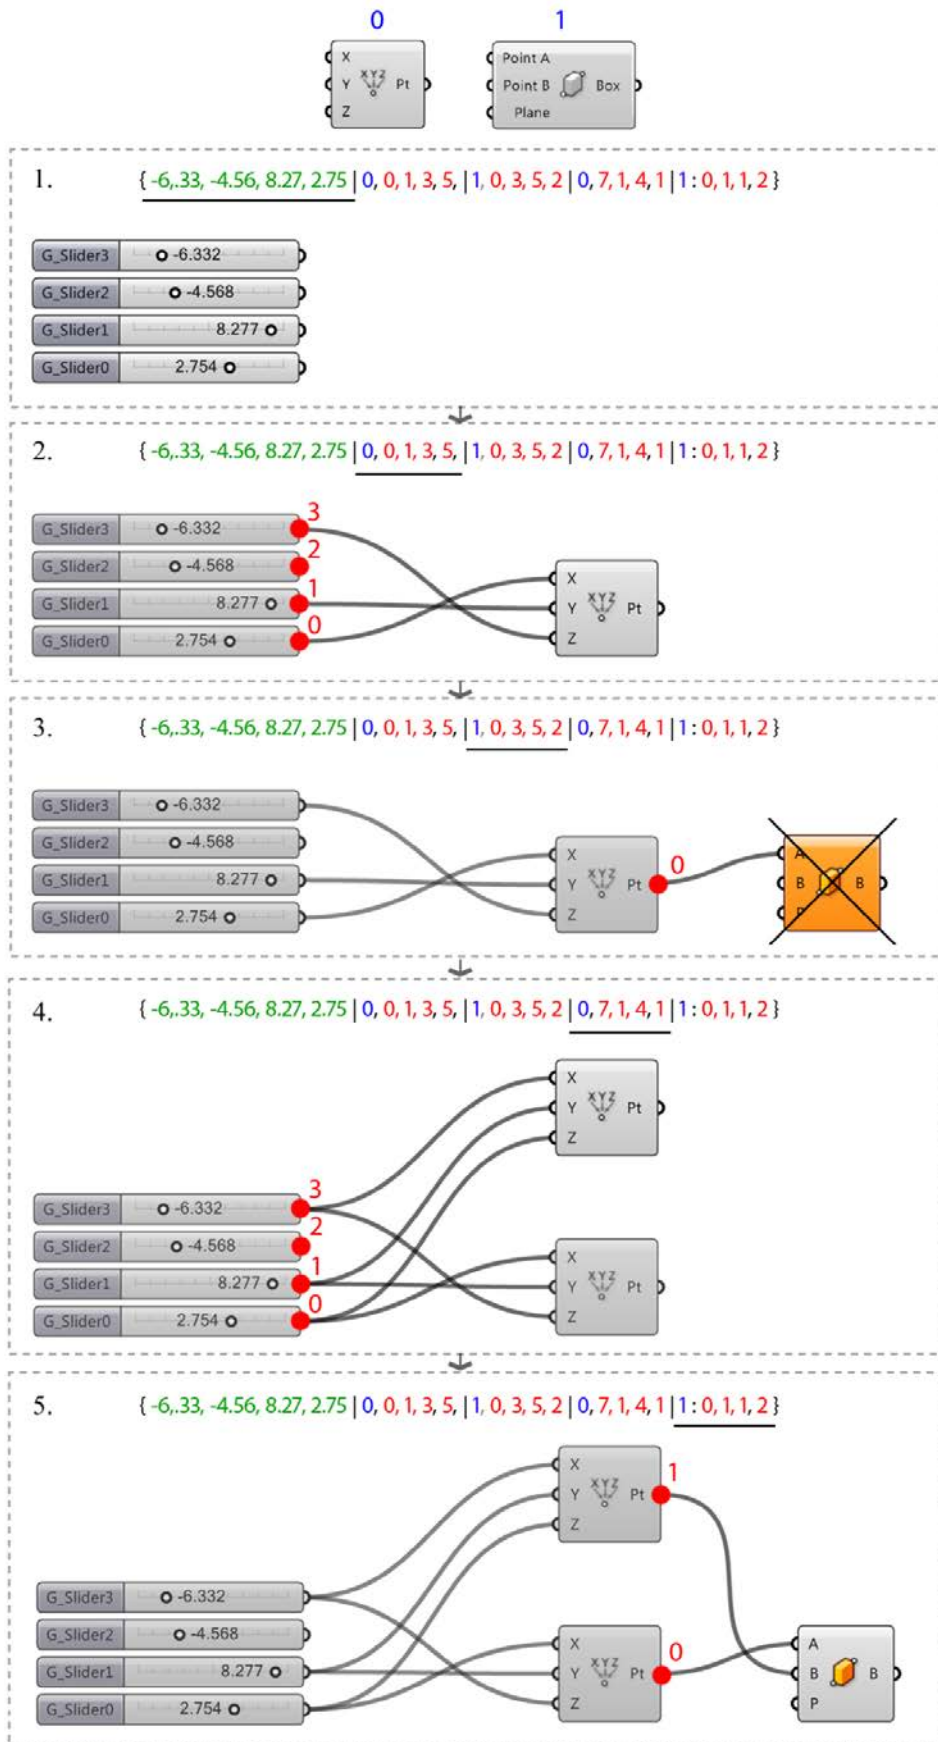 0 1
X
Y XYZ Pt
Z
Point A
Point B Box
Plane
1. { -6,.33, -4.56, 8.27, 2.75 | 0, 0, 1, 3, 5, | 1, 0, 3, 5, 2 | 0, 7, 1, 4, 1 | 1 : 0, 1, 1, 2 }
G_Slider3 -6.332
G_Slider2 -4.568
G_Slider1 8.277
G_Slider0 2.754
2. { -6,.33, -4.56, 8.27, 2.75 | 0, 0, 1, 3, 5, | 1, 0, 3, 5, 2 | 0, 7, 1, 4, 1 | 1 : 0, 1, 1, 2 }
G_Slider3 -6.332 3
G_Slider2 -4.568 2
G_Slider1 8.277 1
G_Slider0 2.754 0
X
Y XYZ Pt
Z
3. { -6,.33, -4.56, 8.27, 2.75 | 0, 0, 1, 3, 5, | 1, 0, 3, 5, 2 | 0, 7, 1, 4, 1 | 1 : 0, 1, 1, 2 }
G_Slider3 -6.332
G_Slider2 -4.568
G_Slider1 8.277
G_Slider0 2.754
X
Y XYZ Pt 0
Z
A
B B
P
4. { -6,.33, -4.56, 8.27, 2.75 | 0, 0, 1, 3, 5, | 1, 0, 3, 5, 2 | 0, 7, 1, 4, 1 | 1 : 0, 1, 1, 2 }
X
Y XYZ Pt
Z
G_Slider3 -6.332 3
G_Slider2 -4.568 2
G_Slider1 8.277 1
G_Slider0 2.754 0
X
Y XYZ Pt
Z
5. { -6,.33, -4.56, 8.27, 2.75 | 0, 0, 1, 3, 5, | 1, 0, 3, 5, 2 | 0, 7, 1, 4, 1 | 1 : 0, 1, 1, 2 }
X
Y XYZ Pt 1
Z
G_Slider3 -6.332
G_Slider2 -4.568
G_Slider1 8.277
G_Slider0 2.754
X
Y XYZ Pt 0
Z
A
B B
P